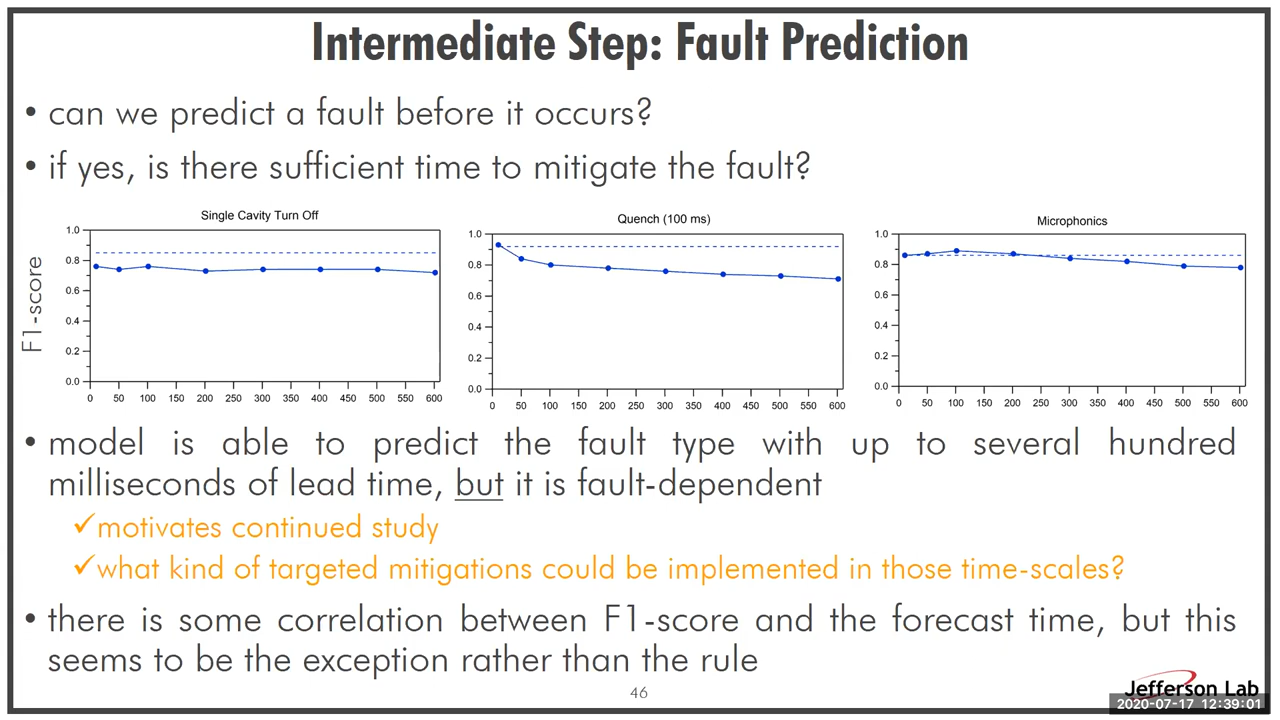 Intermediate Step: Fault Prediction
• can we predict a fault before it occurs?
• if yes, is there sufficient time to mitigate the fault?
F1-score
Single Cavity Turn Off
1.0
0.8
0.6
0.4
0.2
0.0
0 50 100 150 200 250 300 350 400 450 500 550 600
Quench (100 ms)
1.0
0.8
0.6
0.4
0.2
0.0
0 50 100 150 200 250 300 350 400 450 500 550 600
Microphonics
1.0
0.8
0.6
0.4
0.2
0.0
0 50 100 150 200 250 300 350 400 450 500 550 600
• model is able to predict the fault type with up to several hundred
milliseconds of lead time, but it is fault-dependent
✓motivates continued study
✓what kind of targeted mitigations could be implemented in those time-scales?
• there is some correlation between F1-score and the forecast time, but this
seems to be the exception rather than the rule
46
Jefferson Lab
2020-07-17 12:39:01